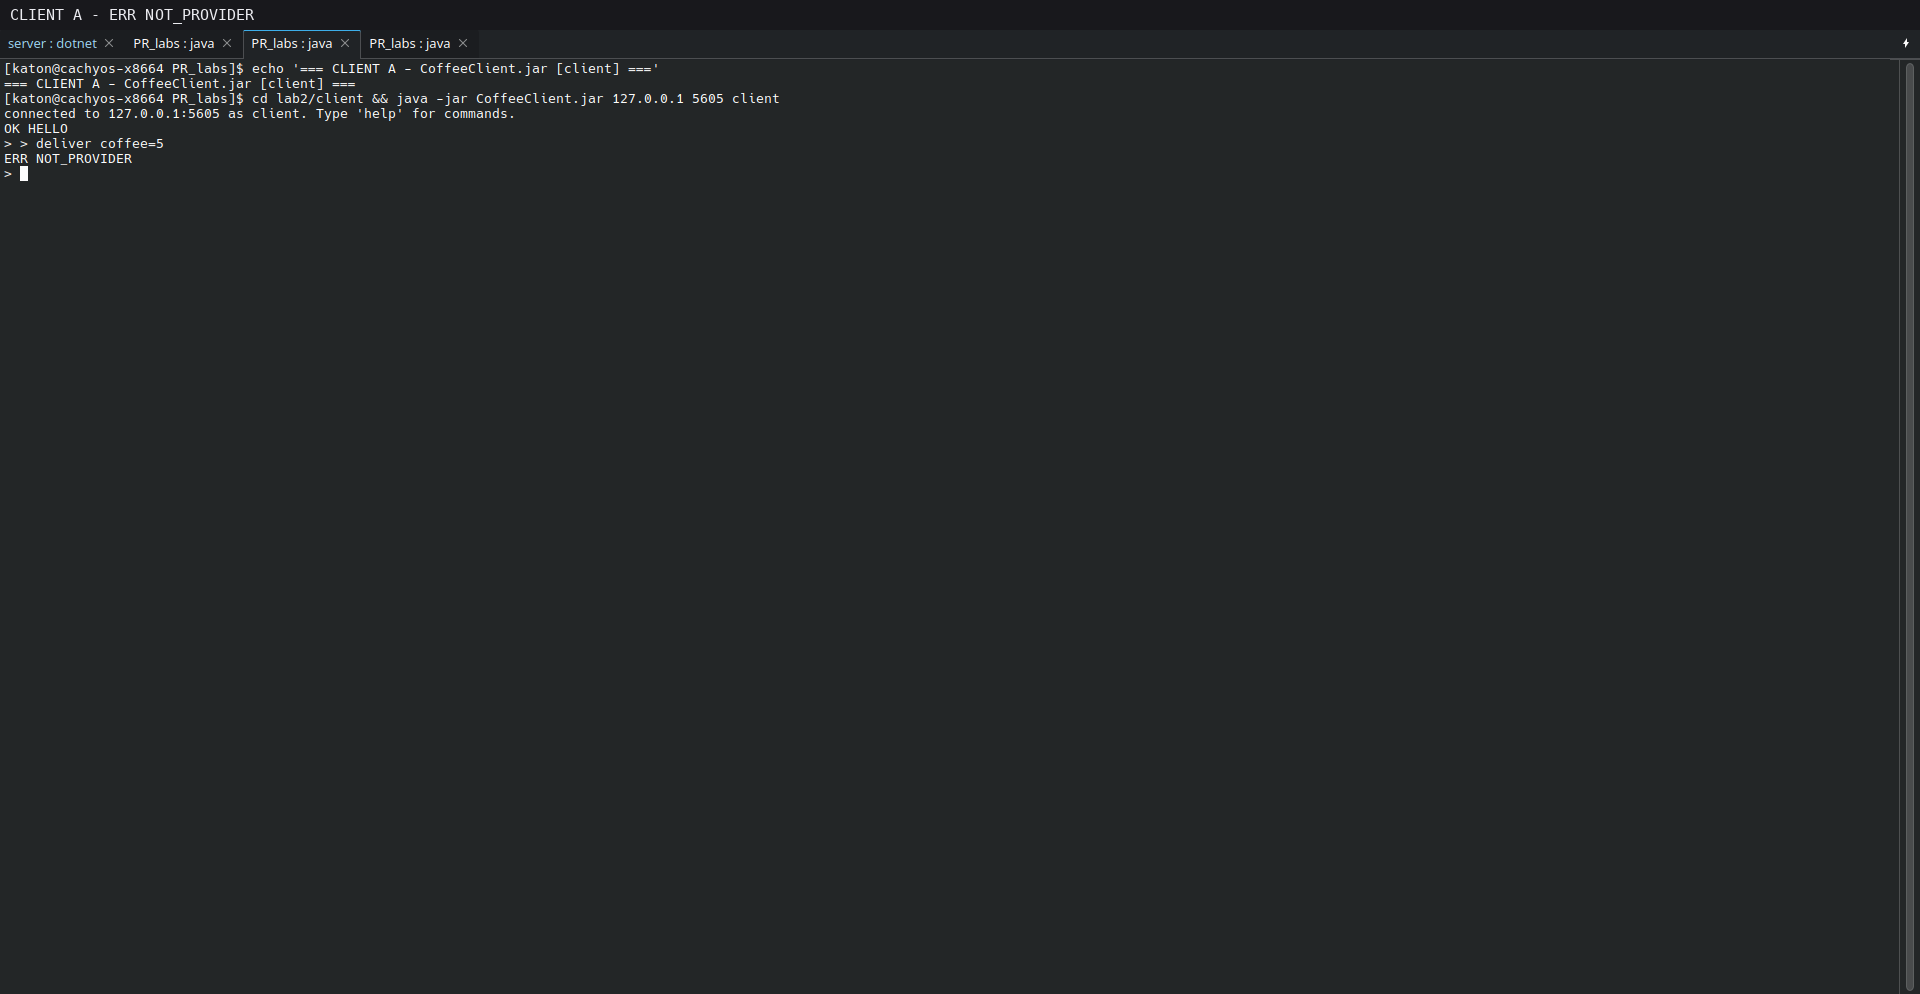 CLIENT A - ERR NOT_PROVIDER
server : dotnet PR_labs : java PR_labs : java PR_labs : java
[katon@cachyos-x8664 PR_labs]$ echo '=== CLIENT A - CoffeeClient.jar [client] ==='
=== CLIENT A - CoffeeClient.jar [client] ===
[katon@cachyos-x8664 PR_labs]$ cd lab2/client && java -jar CoffeeClient.jar 127.0.0.1 5605 client
connected to 127.0.0.1:5605 as client. Type 'help' for commands.
OK HELLO
> > deliver coffee=5
ERR NOT_PROVIDER
>